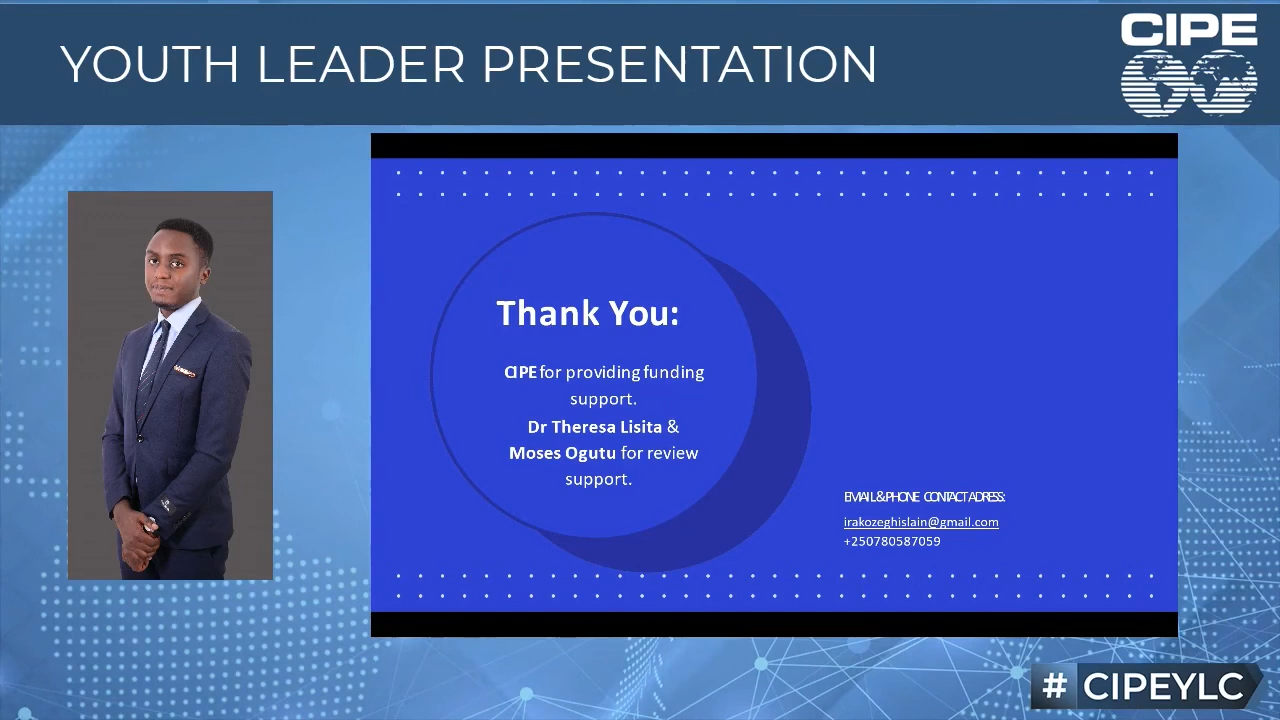 YOUTH LEADER PRESENTATION
CIPE
Thank You:
CIPE for providing funding
support.
Dr Theresa Lisita &
Moses Ogutu for review
support.
EMAIL & PHONE CONTACT ADRESS:
irakozeghislain@gmail.com
+250780587059
# CIPEYLC